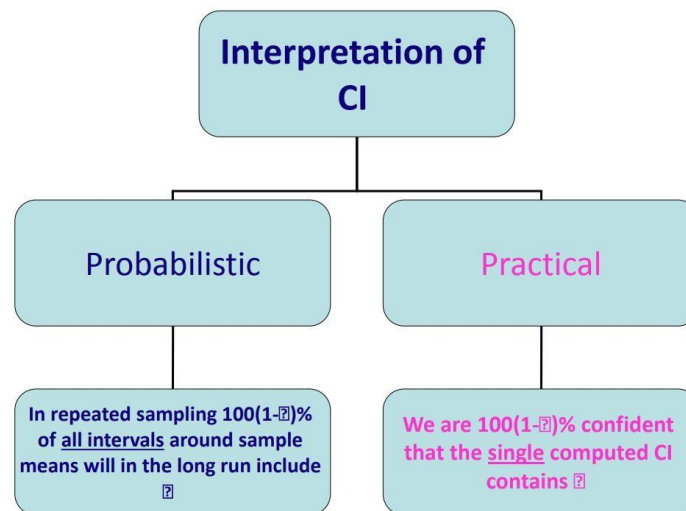 Interpretation of
CI
Probabilistic
Practical
In repeated sampling 100(1-⍰)%
of all intervals around sample
means will in the long run include
⍰
We are 100(1-⍰)% confident
that the single computed CI
contains ⍰